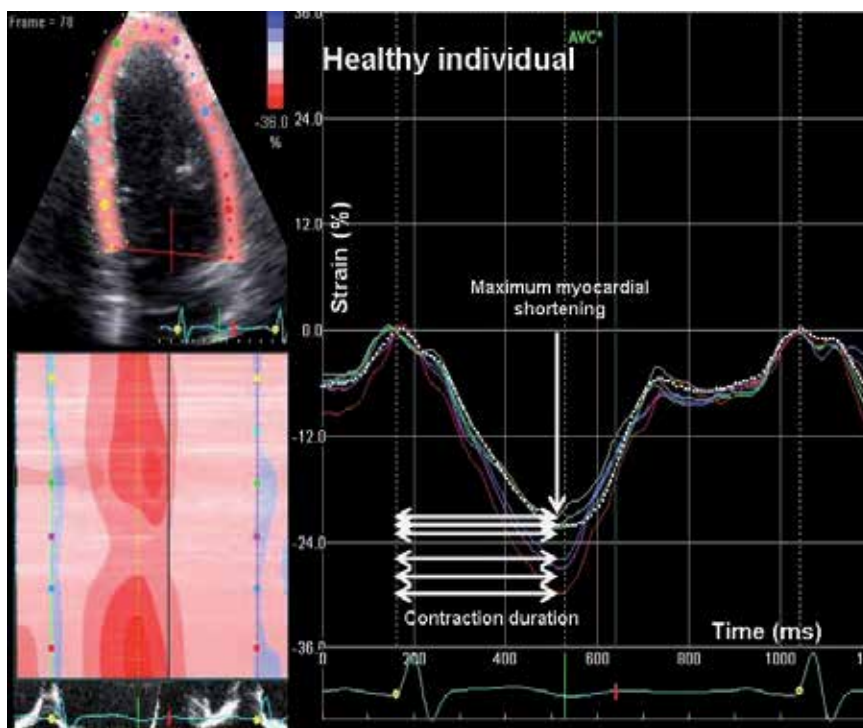 Frame = 78
-36.0
%
36.0
AVC*
Healthy individual
24.0
12.0
Strain (%)
Maximum myocardial
shortening
0.0
-12.0
-24.0
Contraction duration
Time (ms)
-36.0
0
200
400
600
800
1000